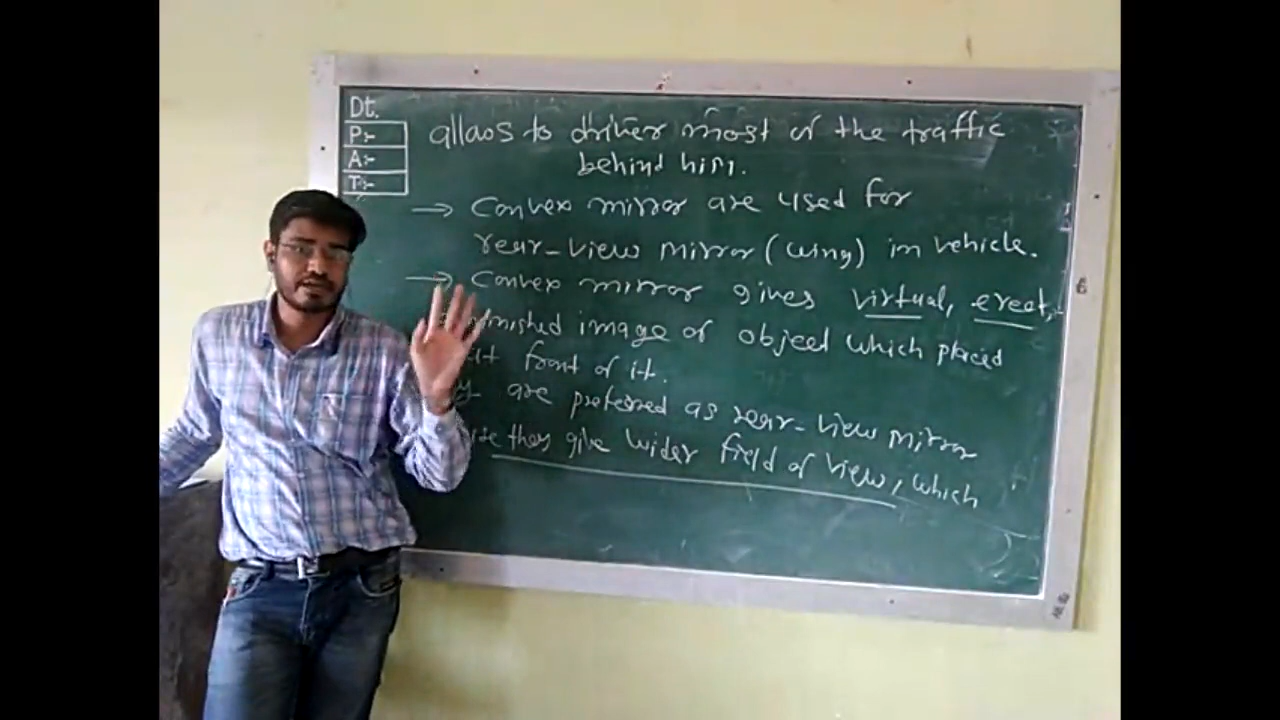 Dt.
P:-
A:-
T:-
allaos to driver most of the traffic
behind him.
→ Convex mirror are used for
rear-view mirror (wing) in vehicle.
→ Convex mirror gives virtual, erect,
image of object which placed
front of it.
are preferred as rear-view mirror
they give wider field of view, which